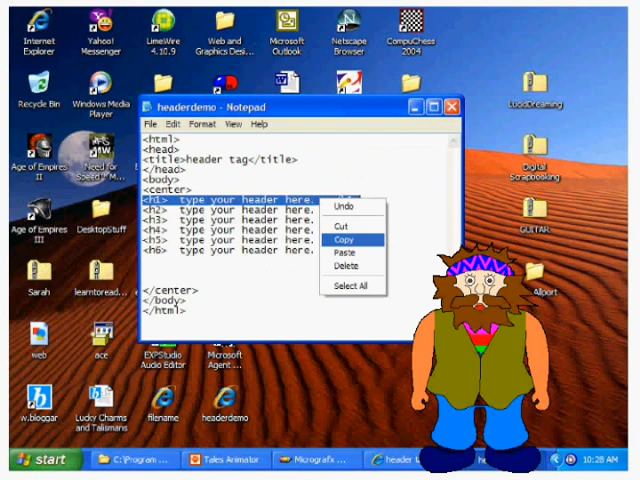 Internet Explorer
Yahoo! Messenger
LimeWire 4.10.9
Web and Graphics Desi...
Microsoft Outlook
Netscape Browser
CompuChess 2004
Recycle Bin
Windows Media Player
LucidDreaming
headerdemo - Notepad
File Edit Format View Help
<html>
<head>
<title>header tag</title>
</head>
<body>
<center>
<h1> type your header here.
<h2> type your header here.
<h3> type your header here.
<h4> type your header here.
<h5> type your header here.
<h6> type your header here.
</center>
</body>
</html>
Undo
Cut
Copy
Paste
Delete
Select All
Age of Empires II
Need for Speed™ M...
Digital Scrapbooking
Age of Empires III
DesktopStuff
GUITAR
Sarah
learntoread...
Allport
web
ace
EXPStudio Audio Editor
Microsoft Agent ...
w.bloggar
Lucky Charms and Talismans
filename
headerdemo
start
C:\Program ...
Tales Animator
Micrografx ...
header t
he
10:28 AM